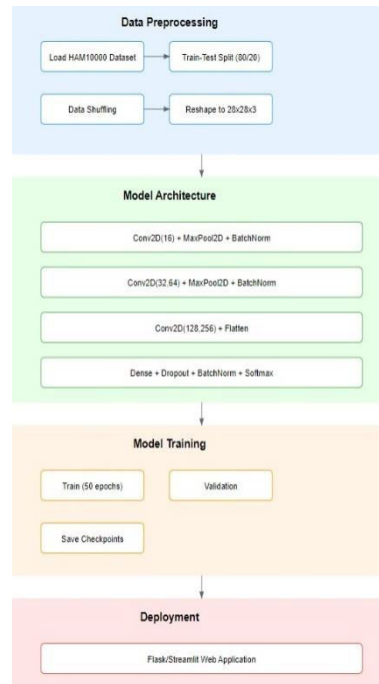 Data Preprocessing
Load HAM10000 Dataset
Train-Test Split (80/20)
Data Shuffling
Reshape to 28x28x3
Model Architecture
Conv2D(16) + MaxPool2D + BatchNorm
Conv2D(32,64) + MaxPool2D + BatchNorm
Conv2D(128,256) + Flatten
Dense + Dropout + BatchNorm + Softmax
Model Training
Train (50 epochs)
Validation
Save Checkpoints
Deployment
Flask/Streamlit Web Application